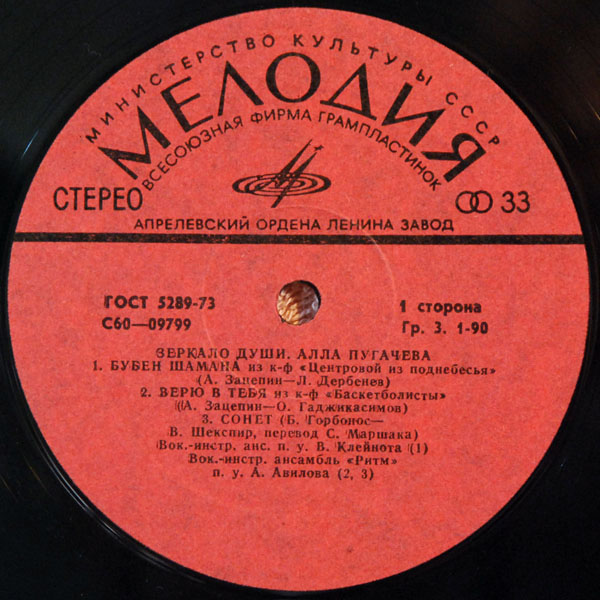 МИНИСТЕРСТВО КУЛЬТУРЫ СССР
МЕЛОДИЯ
ВСЕСОЮЗНАЯ ФИРМА ГРАМПЛАСТИНОК
СТЕРЕО
33
АПРЕЛЕВСКИЙ ОРДЕНА ЛЕНИНА ЗАВОД
ГОСТ 5289-73
1 сторона
С60—09799
Гр. 3. 1-90
ЗЕРКАЛО ДУШИ. АЛЛА ПУГАЧЕВА
1. БУБЕН ШАМАНА из к-ф «Центровой из поднебесья»
(А. Зацепин—Л. Дербенев)
2. ВЕРЮ В ТЕБЯ из к-ф «Баскетболисты»
((А. Зацепин—О. Гаджикасимов)
3. СОНЕТ (Б. Горбонос—
В. Шекспир, перевод С. Маршака)
Вок.-инстр. анс. п. у. В. Клейнота (1)
Вок.-инстр. ансамбль «Ритм»
п. у. А. Авилова (2, 3)